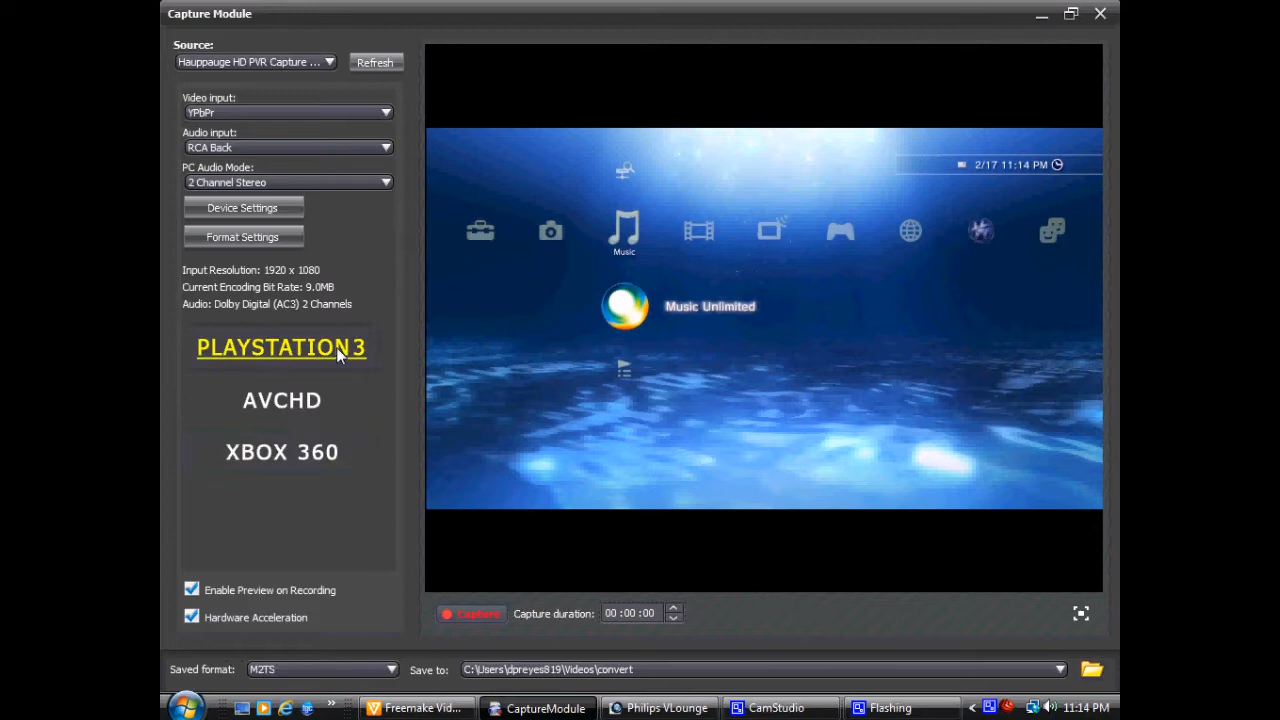 Capture Module
Source:
Hauppauge HD PVR Capture ...
Refresh
Video input:
YPbPr
Audio input:
RCA Back
PC Audio Mode:
2 Channel Stereo
Device Settings
Format Settings
Input Resolution: 1920 x 1080
Current Encoding Bit Rate: 9.0MB
Audio: Dolby Digital (AC3) 2 Channels
PLAYSTATION3
AVCHD
XBOX 360
Enable Preview on Recording
Hardware Acceleration
2/17 11:14 PM
Music
Music Unlimited
Capture
Capture duration:
00 :00 :00
Saved format:
M2TS
Save to:
C:\Users\dpreyes819\Videos\convert
Freemake Vid...
CaptureModule
Philips VLounge
CamStudio
Flashing
11:14 PM